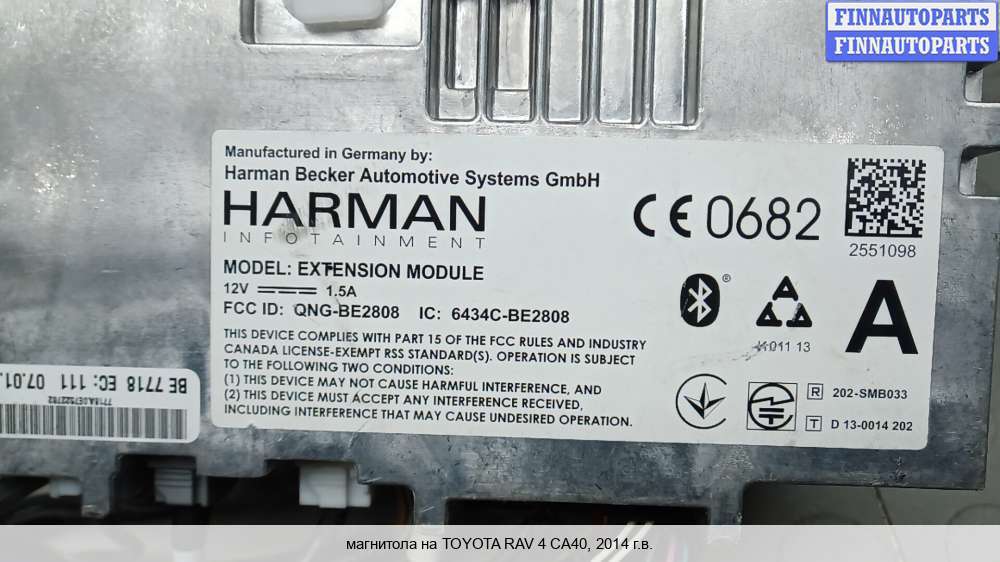 FINNAUTOPARTS
FINNAUTOPARTS
Manufactured in Germany by:
Harman Becker Automotive Systems GmbH
HARMAN
INFOTAINMENT
CE 0682
2551098
MODEL: EXTENSION MODULE
12V 1.5A
FCC ID: QNG-BE2808 IC: 6434C-BE2808
A
011 13
THIS DEVICE COMPLIES WITH PART 15 OF THE FCC RULES AND INDUSTRY
CANADA LICENSE-EXEMPT RSS STANDARD(S). OPERATION IS SUBJECT
TO THE FOLLOWING TWO CONDITIONS:
(1) THIS DEVICE MAY NOT CAUSE HARMFUL INTERFERENCE, AND
(2) THIS DEVICE MUST ACCEPT ANY INTERFERENCE RECEIVED,
INCLUDING INTERFERENCE THAT MAY CAUSE UNDESIRED OPERATION.
R 202-SMB033
T D 13-0014 202
BE 7718 EC: 111 07.01.
магнитола на TOYOTA RAV 4 CA40, 2014 г.в.